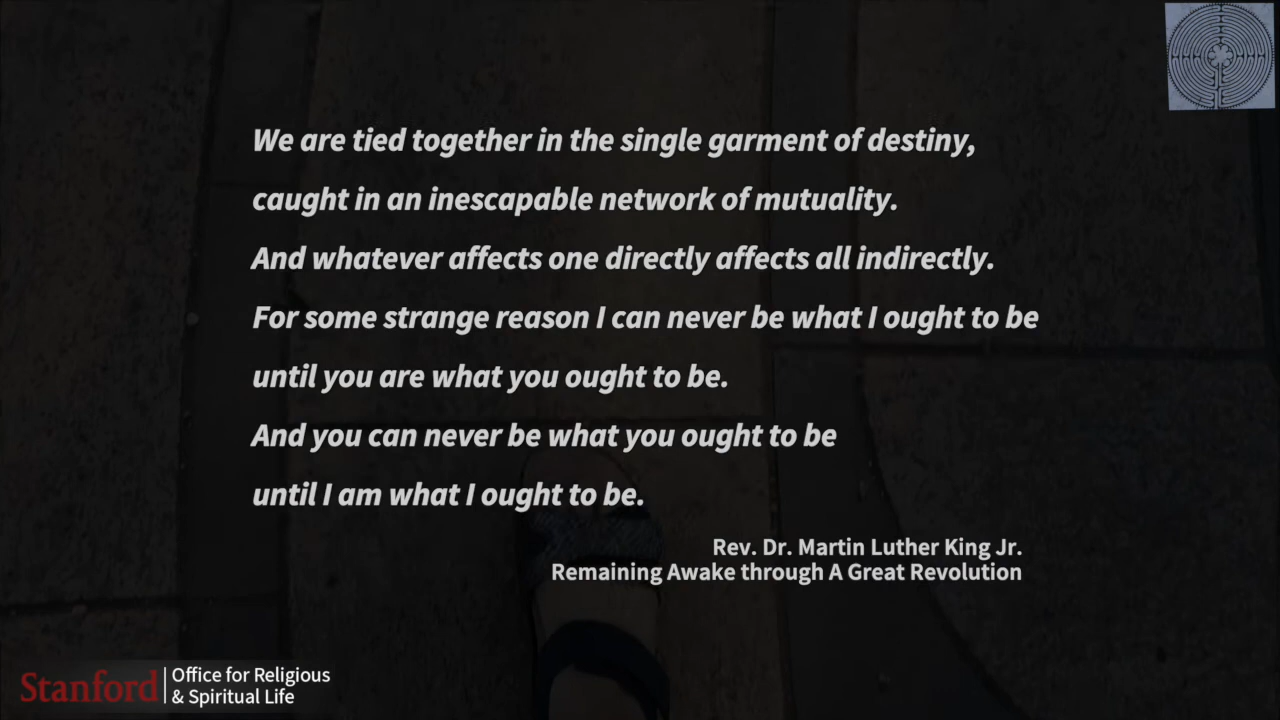 We are tied together in the single garment of destiny,
caught in an inescapable network of mutuality.
And whatever affects one directly affects all indirectly.
For some strange reason I can never be what I ought to be
until you are what you ought to be.
And you can never be what you ought to be
until I am what I ought to be.
Rev. Dr. Martin Luther King Jr.
Remaining Awake through A Great Revolution
Stanford
Office for Religious
& Spiritual Life